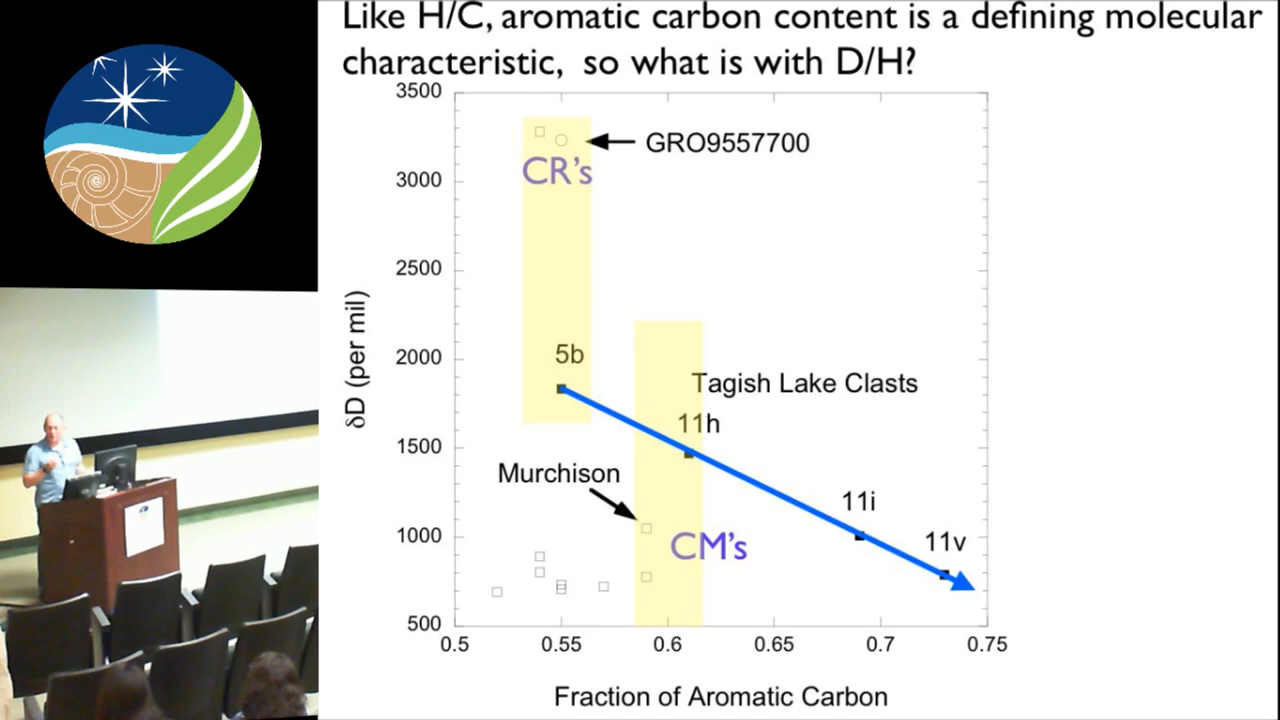 Like H/C, aromatic carbon content is a defining molecular
characteristic, so what is with D/H?
3500
3000
2500
2000
1500
1000
500
δD (per mil)
GRO9557700
CR's
5b
Tagish Lake Clasts
11h
Murchison
11i
CM's
11v
0.5
0.55
0.6
0.65
0.7
0.75
Fraction of Aromatic Carbon